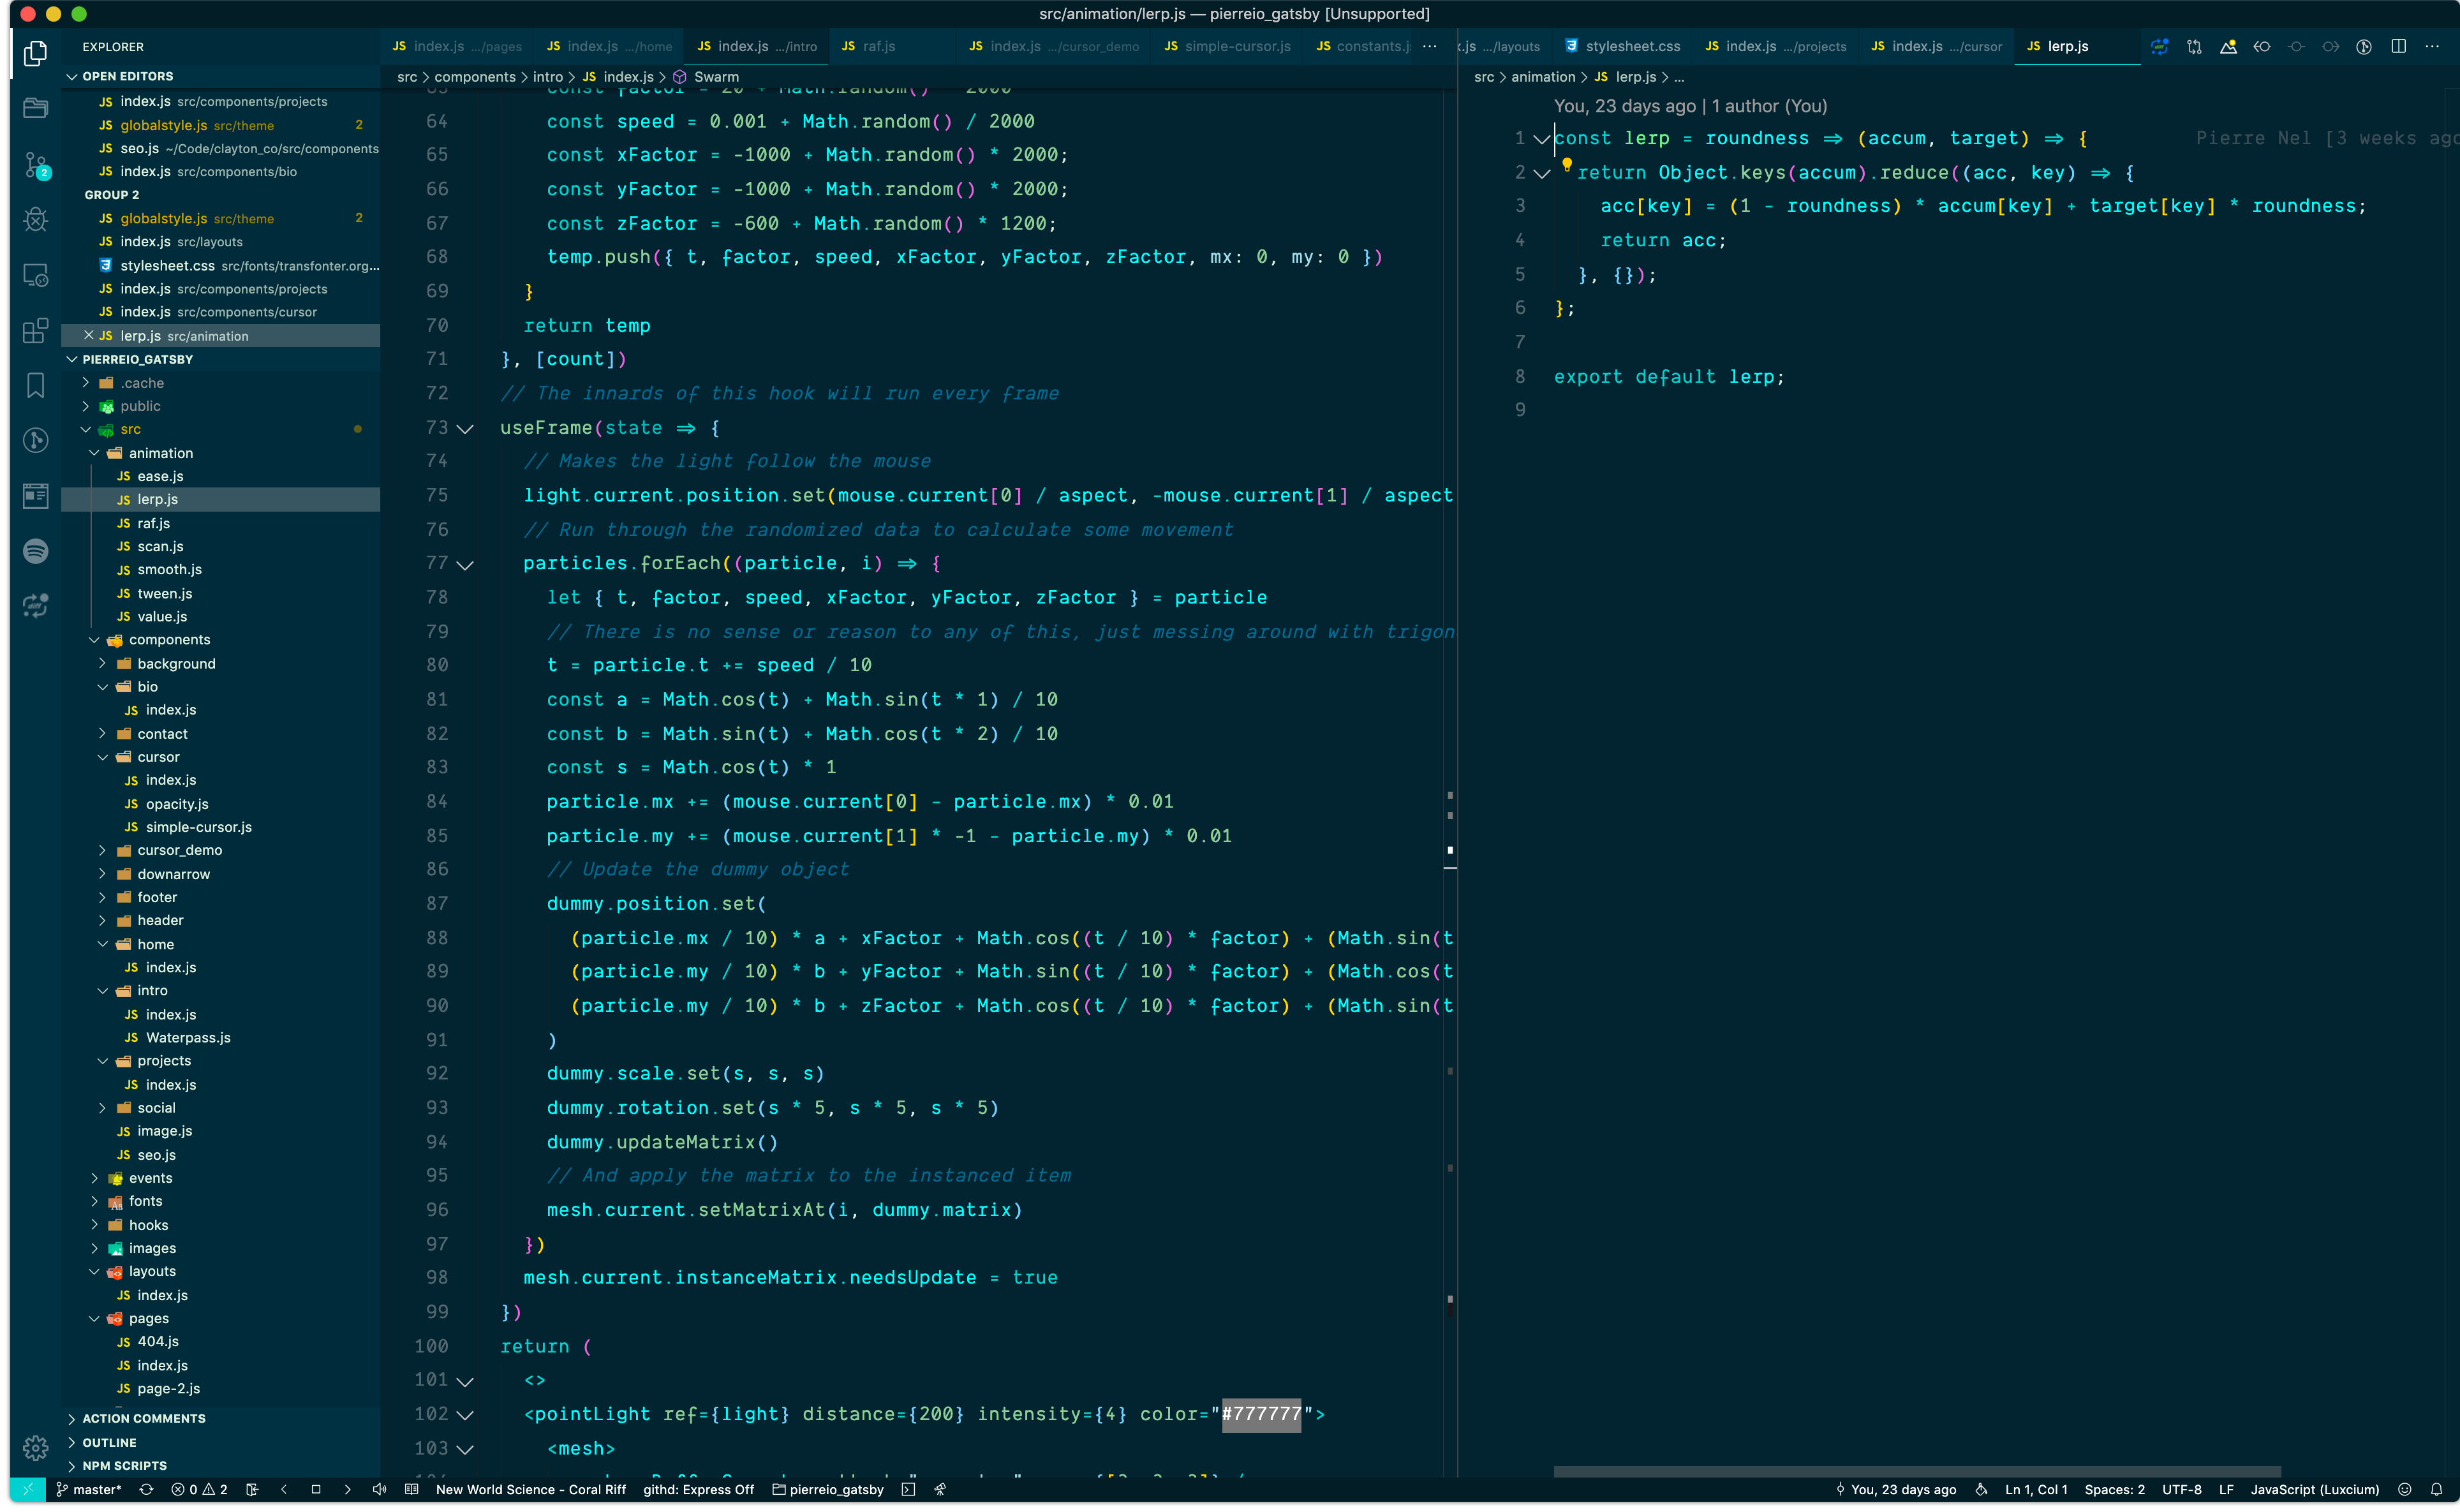 src/animation/lerp.js — pierreio_gatsby [Unsupported]
EXPLORER
OPEN EDITORS
JS index.js src/components/projects
JS globalstyle.js src/theme 2
JS seo.js ~/Code/clayton_co/src/components
JS index.js src/components/bio
GROUP 2
JS globalstyle.js src/theme 2
JS index.js src/layouts
stylesheet.css src/fonts/transfonter.org...
JS index.js src/components/projects
JS index.js src/components/cursor
JS lerp.js src/animation
PIERREIO_GATSBY
.cache
public
src
animation
JS ease.js
JS lerp.js
JS raf.js
JS scan.js
JS smooth.js
JS tween.js
JS value.js
components
background
bio
JS index.js
contact
cursor
JS index.js
JS opacity.js
JS simple-cursor.js
cursor_demo
downarrow
footer
header
home
JS index.js
intro
JS index.js
JS Waterpass.js
projects
JS index.js
social
JS image.js
JS seo.js
events
fonts
hooks
images
layouts
JS index.js
pages
JS 404.js
JS index.js
JS page-2.js
ACTION COMMENTS
OUTLINE
NPM SCRIPTS
JS index.js .../pages JS index.js .../home JS index.js .../intro JS raf.js JS index.js .../cursor_demo JS simple-cursor.js JS constants.j ...
src > components > intro > JS index.js > Swarm
64 const speed = 0.001 + Math.random() / 2000
65 const xFactor = -1000 + Math.random() * 2000;
66 const yFactor = -1000 + Math.random() * 2000;
67 const zFactor = -600 + Math.random() * 1200;
68 temp.push({ t, factor, speed, xFactor, yFactor, zFactor, mx: 0, my: 0 })
69 }
70 return temp
71 }, [count])
72 // The innards of this hook will run every frame
73 useFrame(state => {
74 // Makes the light follow the mouse
75 light.current.position.set(mouse.current[0] / aspect, -mouse.current[1] / aspect
76 // Run through the randomized data to calculate some movement
77 particles.forEach((particle, i) => {
78 let { t, factor, speed, xFactor, yFactor, zFactor } = particle
79 // There is no sense or reason to any of this, just messing around with trigon
80 t = particle.t += speed / 10
81 const a = Math.cos(t) + Math.sin(t * 1) / 10
82 const b = Math.sin(t) + Math.cos(t * 2) / 10
83 const s = Math.cos(t) * 1
84 particle.mx += (mouse.current[0] - particle.mx) * 0.01
85 particle.my += (mouse.current[1] * -1 - particle.my) * 0.01
86 // Update the dummy object
87 dummy.position.set(
88 (particle.mx / 10) * a + xFactor + Math.cos((t / 10) * factor) + (Math.sin(t
89 (particle.my / 10) * b + yFactor + Math.sin((t / 10) * factor) + (Math.cos(t
90 (particle.my / 10) * b + zFactor + Math.cos((t / 10) * factor) + (Math.sin(t
91 )
92 dummy.scale.set(s, s, s)
93 dummy.rotation.set(s * 5, s * 5, s * 5)
94 dummy.updateMatrix()
95 // And apply the matrix to the instanced item
96 mesh.current.setMatrixAt(i, dummy.matrix)
97 })
98 mesh.current.instanceMatrix.needsUpdate = true
99 })
100 return (
101 <>
102 <pointLight ref={light} distance={200} intensity={4} color="#777777">
103 <mesh>
.js .../layouts stylesheet.css JS index.js .../projects JS index.js .../cursor JS lerp.js ...
src > animation > JS lerp.js > ...
You, 23 days ago | 1 author (You)
1 const lerp = roundness => (accum, target) => { Pierre Nel [3 weeks ago
2 return Object.keys(accum).reduce((acc, key) => {
3 acc[key] = (1 - roundness) * accum[key] + target[key] * roundness;
4 return acc;
5 }, {});
6 };
7
8 export default lerp;
9
master* 0 2 New World Science - Coral Riff githd: Express Off pierreio_gatsby You, 23 days ago Ln 1, Col 1 Spaces: 2 UTF-8 LF JavaScript (Luxcium)